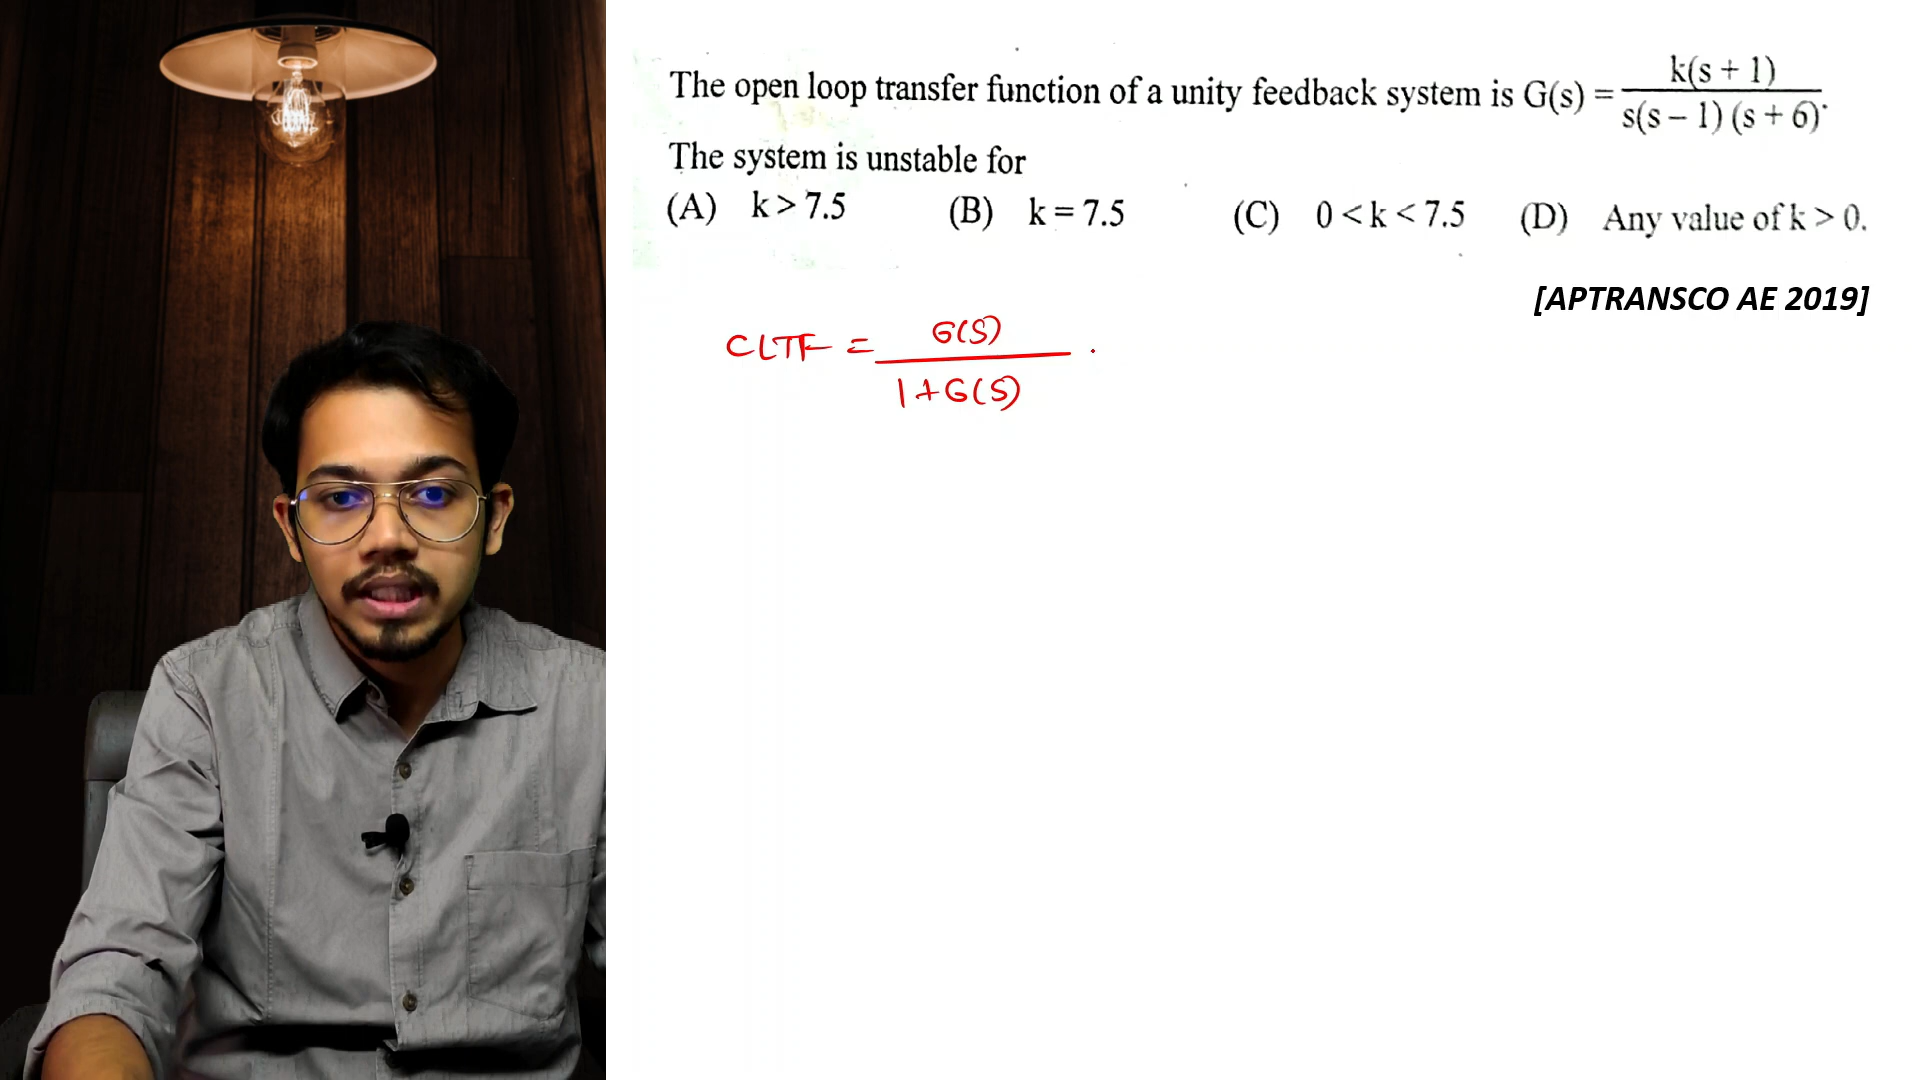 The open loop transfer function of a unity feedback system is G(s) = k(s + 1) / s(s – 1) (s + 6).
The system is unstable for
(A) k > 7.5 (B) k = 7.5 (C) 0 < k < 7.5 (D) Any value of k > 0.
[APTRANSCO AE 2019]
CLTF = G(S) / 1+G(S)